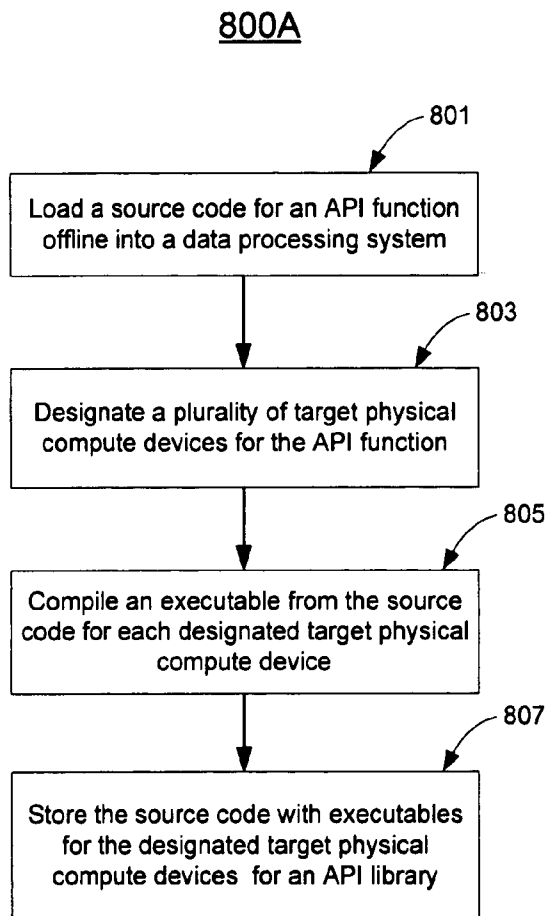 800A
801
Load a source code for an API function
offline into a data processing system
803
Designate a plurality of target physical
compute devices for the API function
805
Compile an executable from the source
code for each designated target physical
compute device
807
Store the source code with executables
for the designated target physical
compute devices for an API library